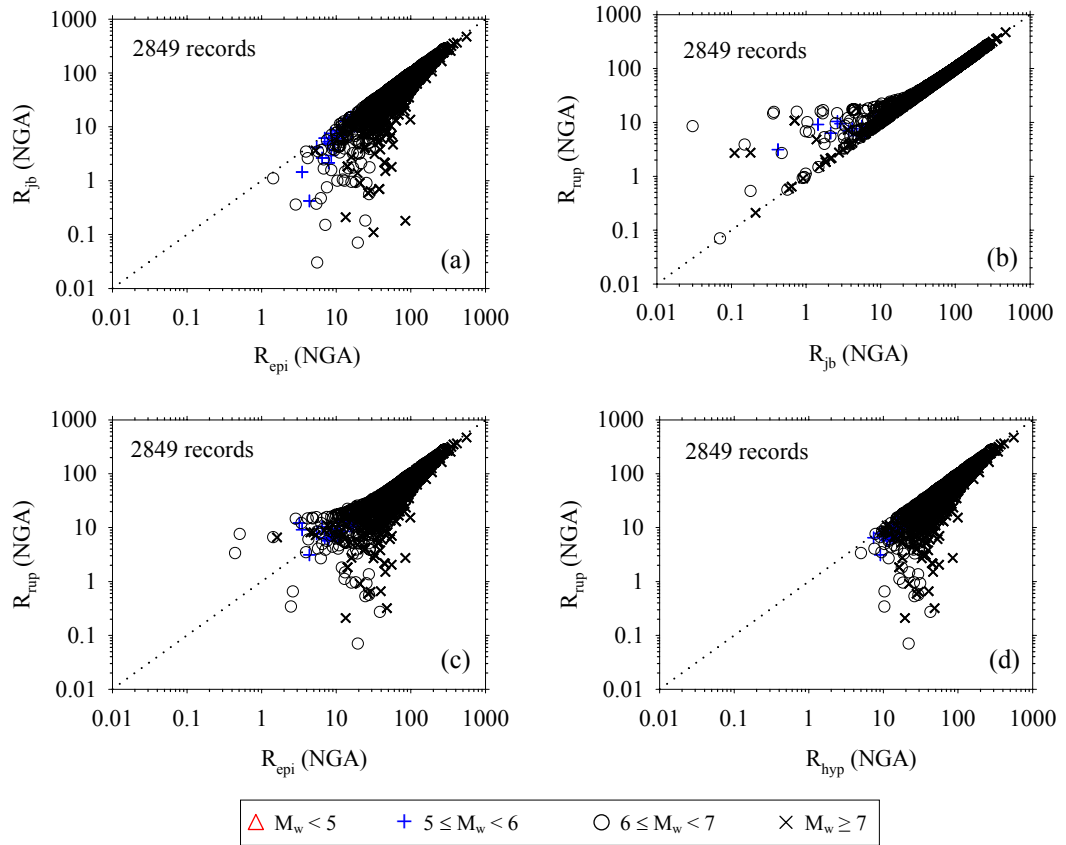 2849 records
R_jb (NGA)
1000
100
10
1
0.1
0.01
(a)
0.01 0.1 1 10 100 1000
R_epi (NGA)
2849 records
R_rup (NGA)
1000
100
10
1
0.1
0.01
(b)
0.01 0.1 1 10 100 1000
R_jb (NGA)
2849 records
R_rup (NGA)
1000
100
10
1
0.1
0.01
(c)
0.01 0.1 1 10 100 1000
R_epi (NGA)
2849 records
R_rup (NGA)
1000
100
10
1
0.1
0.01
(d)
0.01 0.1 1 10 100 1000
R_hyp (NGA)
M_w < 5 5 ≤ M_w < 6 6 ≤ M_w < 7 M_w ≥ 7